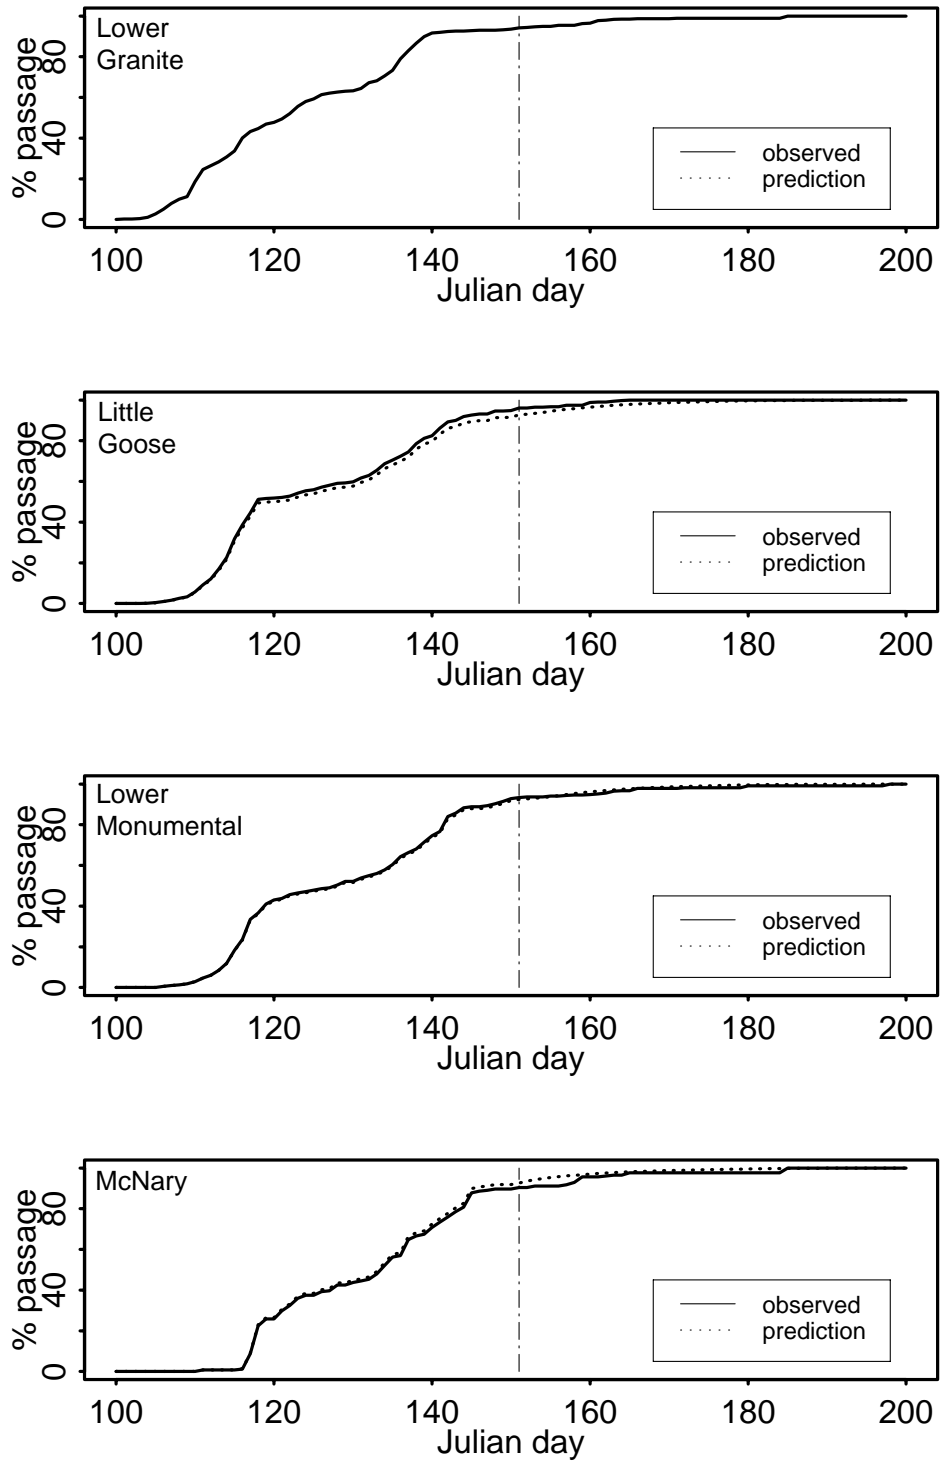 Lower
Granite
% passage
0 40 80
observed
prediction
100 120 140 160 180 200
Julian day
Little
Goose
% passage
0 40 80
observed
prediction
100 120 140 160 180 200
Julian day
Lower
Monumental
% passage
0 40 80
observed
prediction
100 120 140 160 180 200
Julian day
McNary
% passage
0 40 80
observed
prediction
100 120 140 160 180 200
Julian day